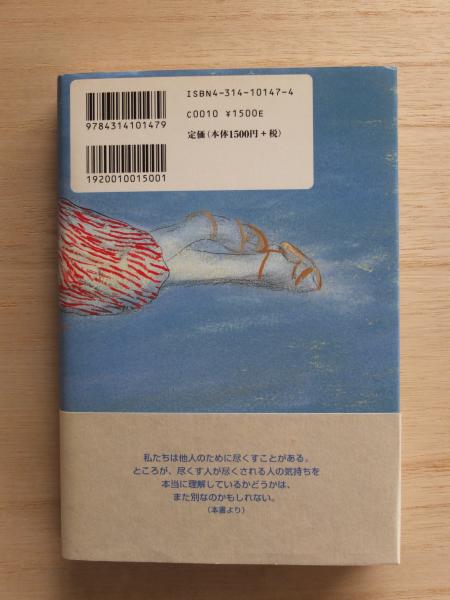 ISBN4-314-10147-4
C0010 ¥1500E
定価(本体1500円+税)
9784314101479
1920010015001
私たちは他人のために尽くすことがある。
ところが、尽くす人が尽くされる人の気持ちを
本当に理解しているかどうかは、
また別なのかもしれない。
(本書より)